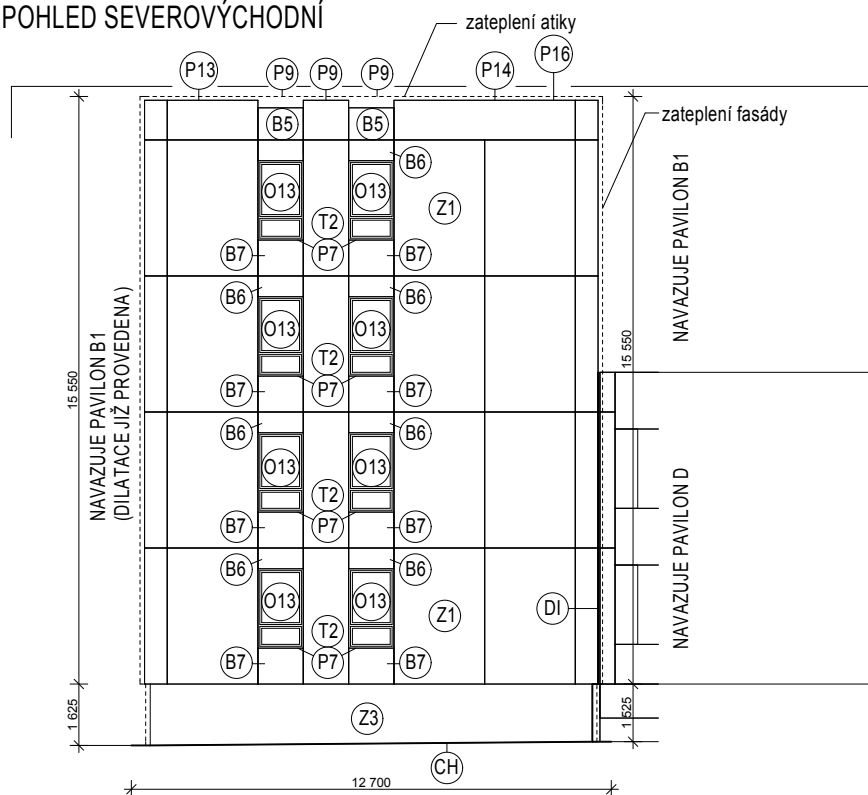 POHLED SEVEROVÝCHODNÍ
zateplení atiky
P13
P9
P9
P9
P14
P16
B5
B5
zateplení fasády
B6
O13
O13
Z1
T2
B7
P7
B7
B6
B6
O13
O13
T2
B7
P7
B7
B6
B6
O13
O13
T2
B7
P7
B7
B6
B6
O13
O13
Z1
DI
T2
B7
P7
B7
Z3
CH
NAVAZUJE PAVILON B1
(DILATACE JIŽ PROVEDENA)
15 550
1 625
NAVAZUJE PAVILON B1
15 550
NAVAZUJE PAVILON D
1 525
12 700